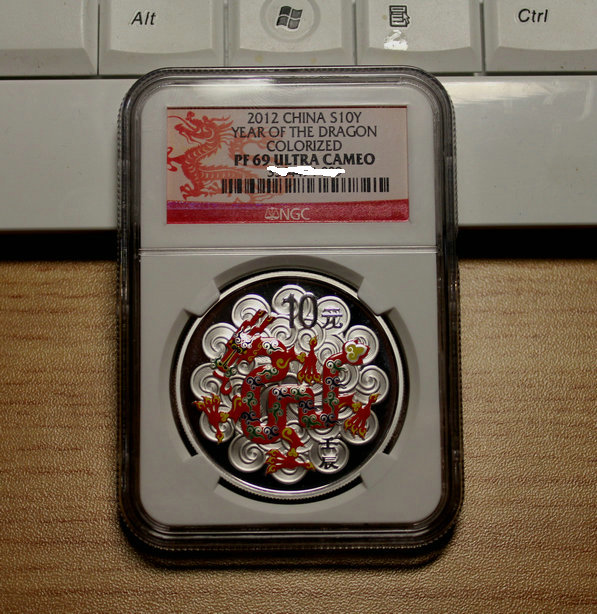 Alt
Ctrl
2012 CHINA S10Y
YEAR OF THE DRAGON
COLORIZED
PF 69 ULTRA CAMEO
NGC
10元
壬辰